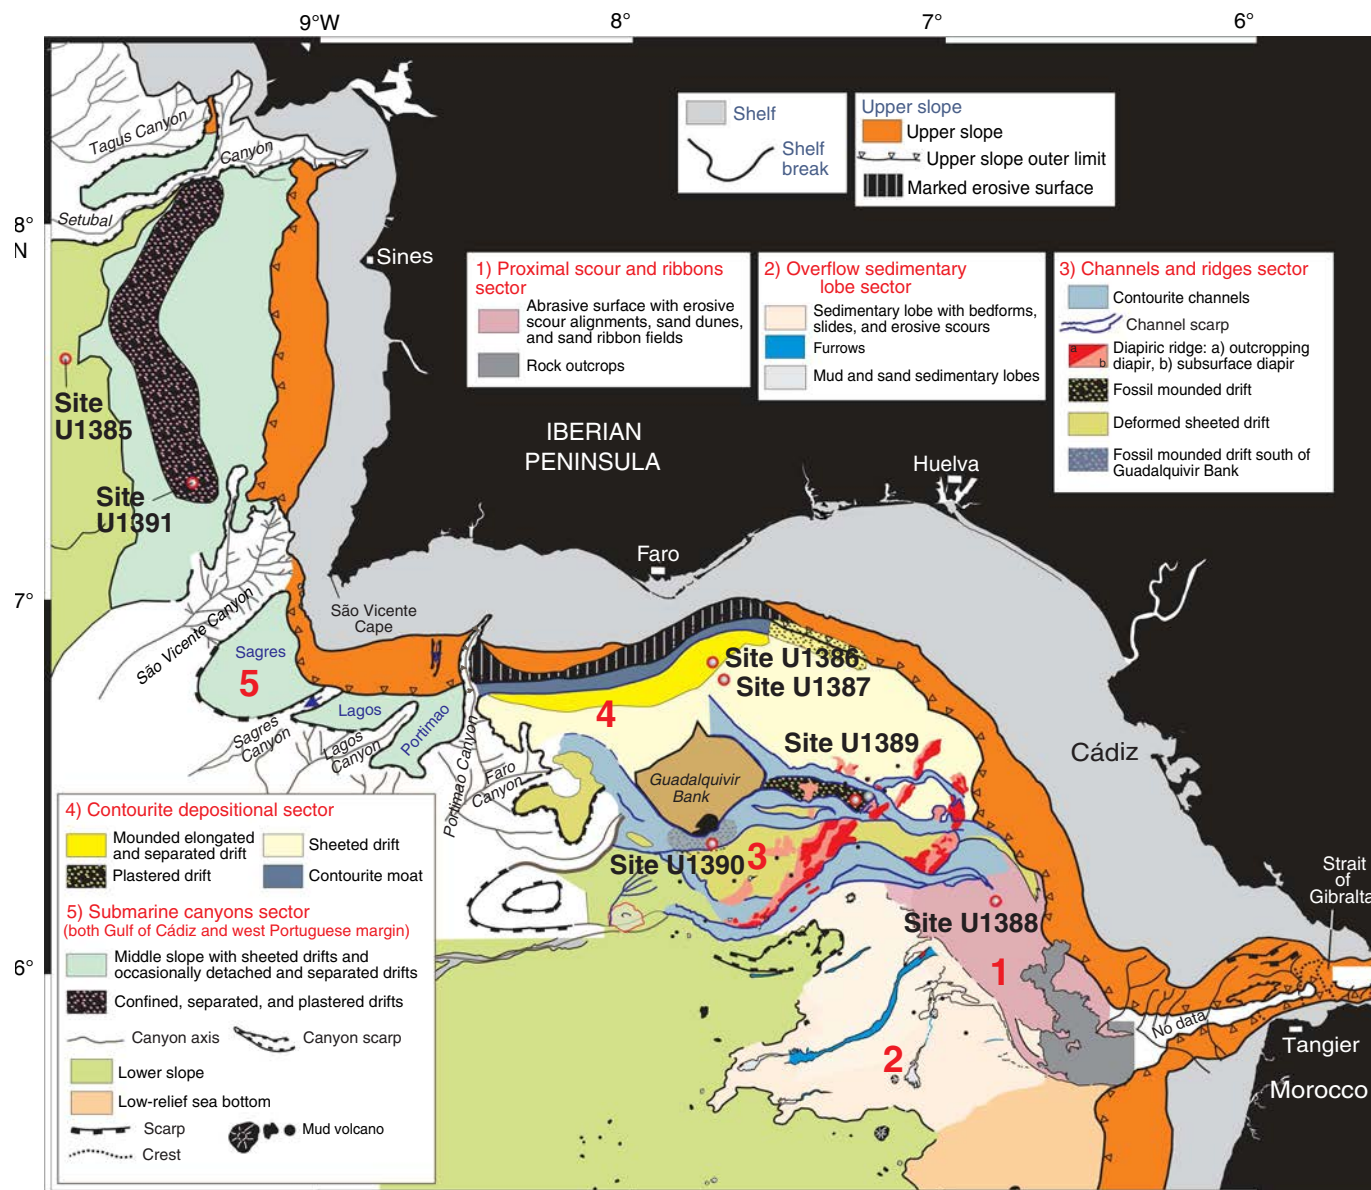 9°W
8°
7°
6°
Tagus Canyon
Canyon
Setubal
8°
N
Sines
Shelf
Shelf
break
Upper slope
Upper slope
Upper slope outer limit
Marked erosive surface
1) Proximal scour and ribbons
sector
Abrasive surface with erosive
scour alignments, sand dunes,
and sand ribbon fields
Rock outcrops
2) Overflow sedimentary
lobe sector
Sedimentary lobe with bedforms,
slides, and erosive scours
Furrows
Mud and sand sedimentary lobes
3) Channels and ridges sector
Contourite channels
Channel scarp
a
b
Diapiric ridge: a) outcropping
diapir, b) subsurface diapir
Fossil mounded drift
Deformed sheeted drift
Fossil mounded drift south of
Guadalquivir Bank
Site
U1385
Site
U1391
IBERIAN
PENINSULA
Huelva
Faro
7°
São Vicente
Cape
São Vicente Canyon
Sagres
5
Lagos
Portimao
Sagres
Canyon
Lagos
Canyon
Portimao Canyon
Faro
Canyon
4
Site U1386
Site U1387
Site U1389
Guadalquivir
Bank
Site U1390
3
Cádiz
Site U1388
Strait
of
Gibralta
1
2
6°
No data
Tangier
Morocco
4) Contourite depositional sector
Mounded elongated
and separated drift
Sheeted drift
Plastered drift
Contourite moat
5) Submarine canyons sector
(both Gulf of Cádiz and west Portuguese margin)
Middle slope with sheeted drifts and
occasionally detached and separated drifts
Confined, separated, and plastered drifts
Canyon axis
Canyon scarp
Lower slope
Low-relief sea bottom
Scarp
Mud volcano
Crest